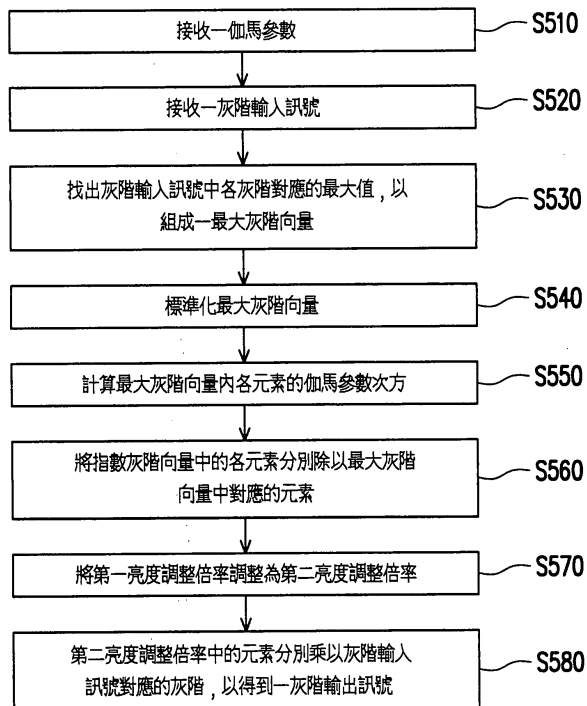 接收一伽馬參數
S510
接收一灰階輸入訊號
S520
找出灰階輸入訊號中各灰階對應的最大值,以
組成一最大灰階向量
S530
標準化最大灰階向量
S540
計算最大灰階向量內各元素的伽馬參數次方
S550
將指數灰階向量中的各元素分別除以最大灰階
向量中對應的元素
S560
將第一亮度調整倍率調整為第二亮度調整倍率
S570
第二亮度調整倍率中的元素分別乘以灰階輸入
訊號對應的灰階,以得到一灰階輸出訊號
S580